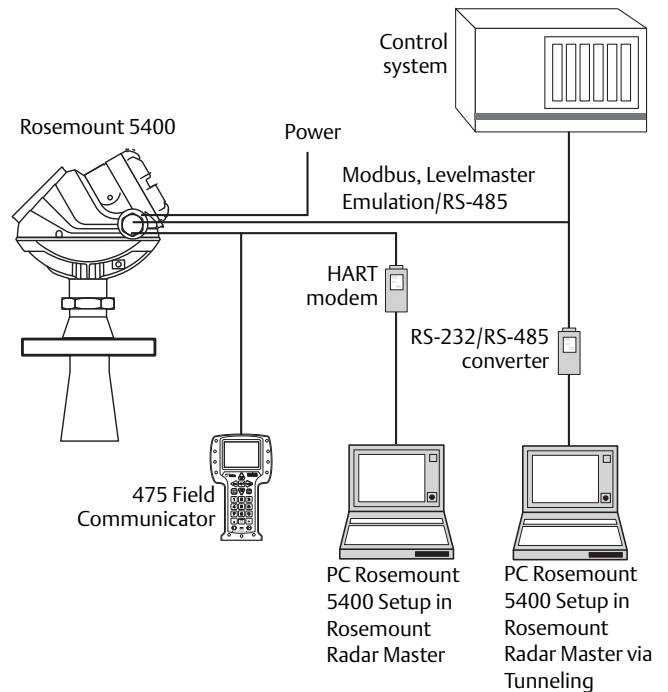 Control
system
Rosemount 5400
Power
Modbus, Levelmaster
Emulation/RS-485
HART
modem
RS-232/RS-485
converter
475 Field
Communicator
PC Rosemount
5400 Setup in
Rosemount
Radar Master
PC Rosemount
5400 Setup in
Rosemount
Radar Master via
Tunneling